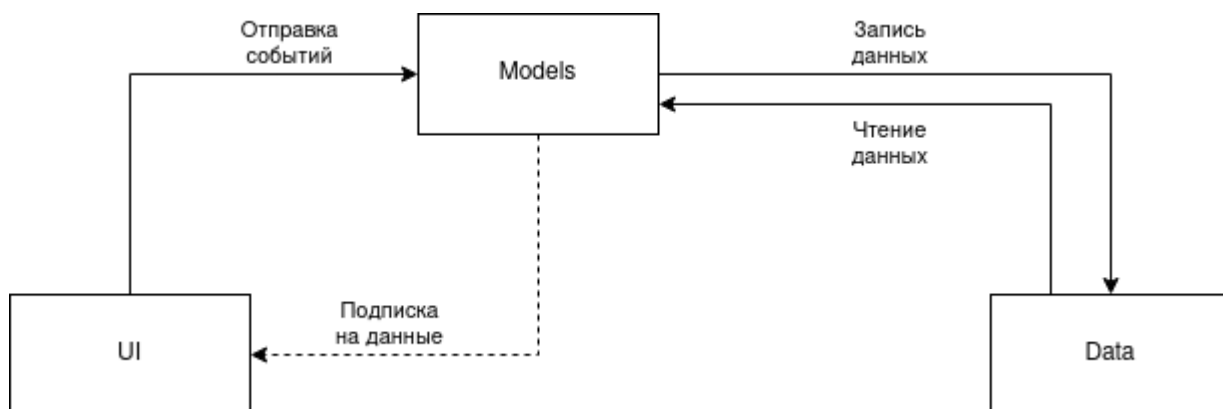 Отправка
событий
Models
Запись
данных
Чтение
данных
Подписка
на данные
UI
Data